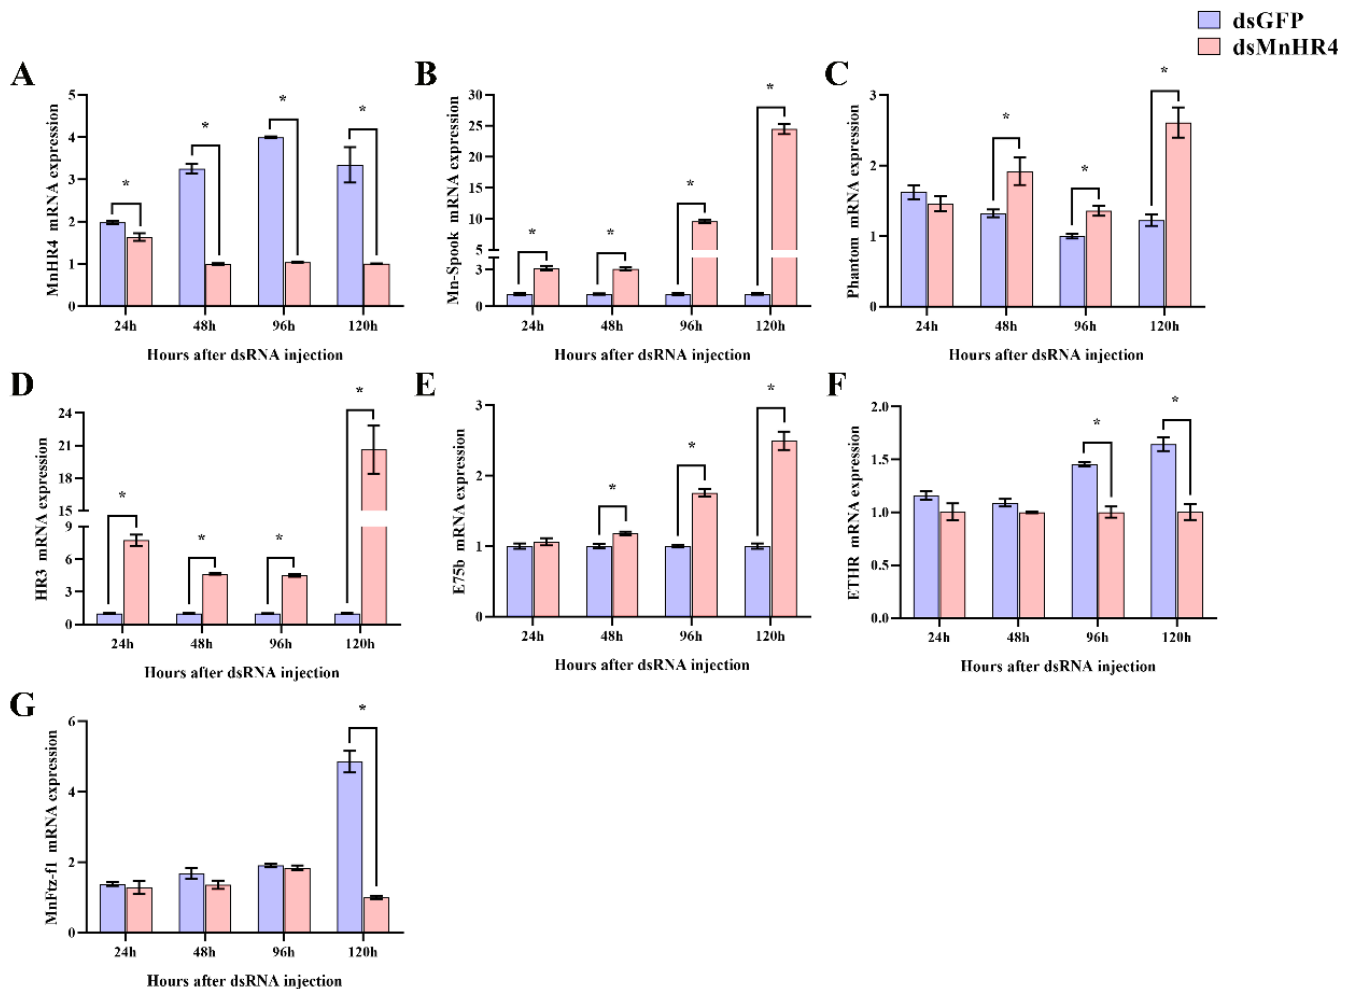 dsGFP
dsMnHR4
A
MnHR4 mRNA expression
5
4
3
2
1
0
* * * *
24h 48h 96h 120h
Hours after dsRNA injection
B
Mn-Spook mRNA expression
30
25
20
15
10
5
3
0
* * * *
24h 48h 96h 120h
Hours after dsRNA injection
C
Phantom mRNA expression
3
2
1
0
* * *
24h 48h 96h 120h
Hours after dsRNA injection
D
HR3 mRNA expression
24
21
18
15
9
6
3
0
* * * *
24h 48h 96h 120h
Hours after dsRNA injection
E
E75b mRNA expression
3
2
1
0
* * *
24h 48h 96h 120h
Hours after dsRNA injection
F
ETHR mRNA expression
2.0
1.5
1.0
0.5
0.0
* *
24h 48h 96h 120h
Hours after dsRNA injection
G
MnFtz-f1 mRNA expression
6
4
2
0
*
24h 48h 96h 120h
Hours after dsRNA injection